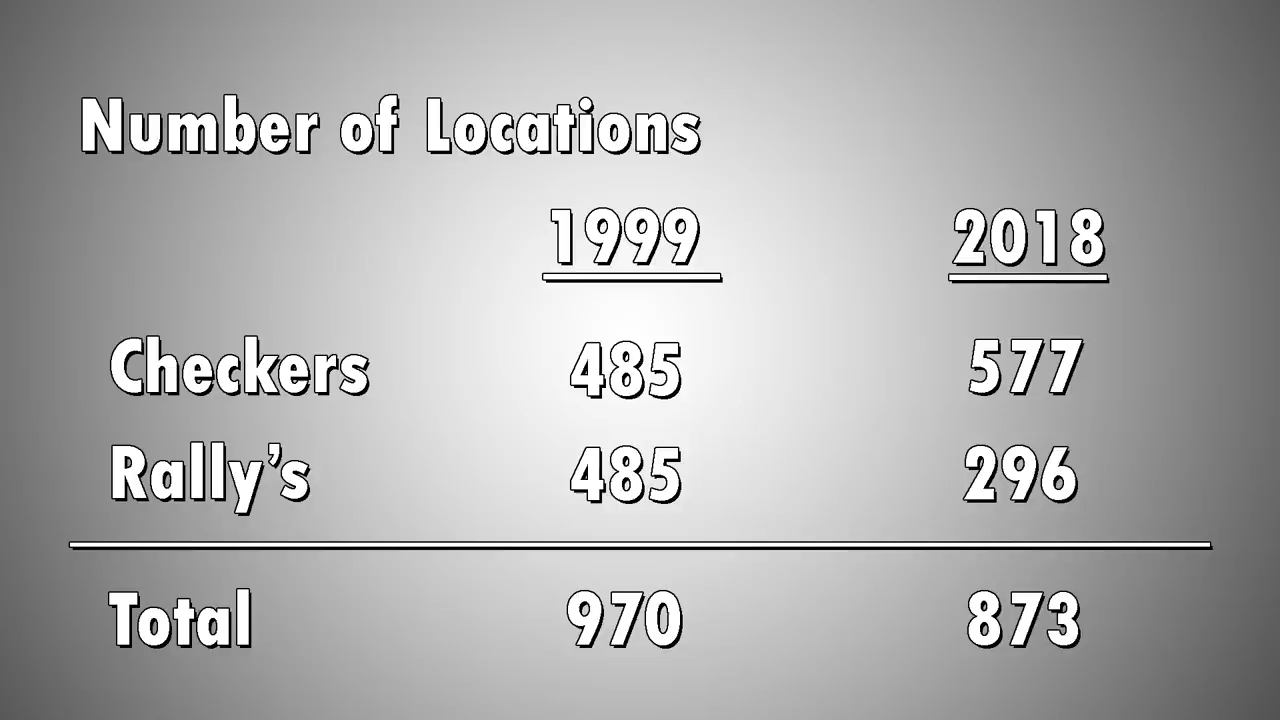 Number of Locations
1999 2018
Checkers 485 577
Rally's 485 296
Total 970 873